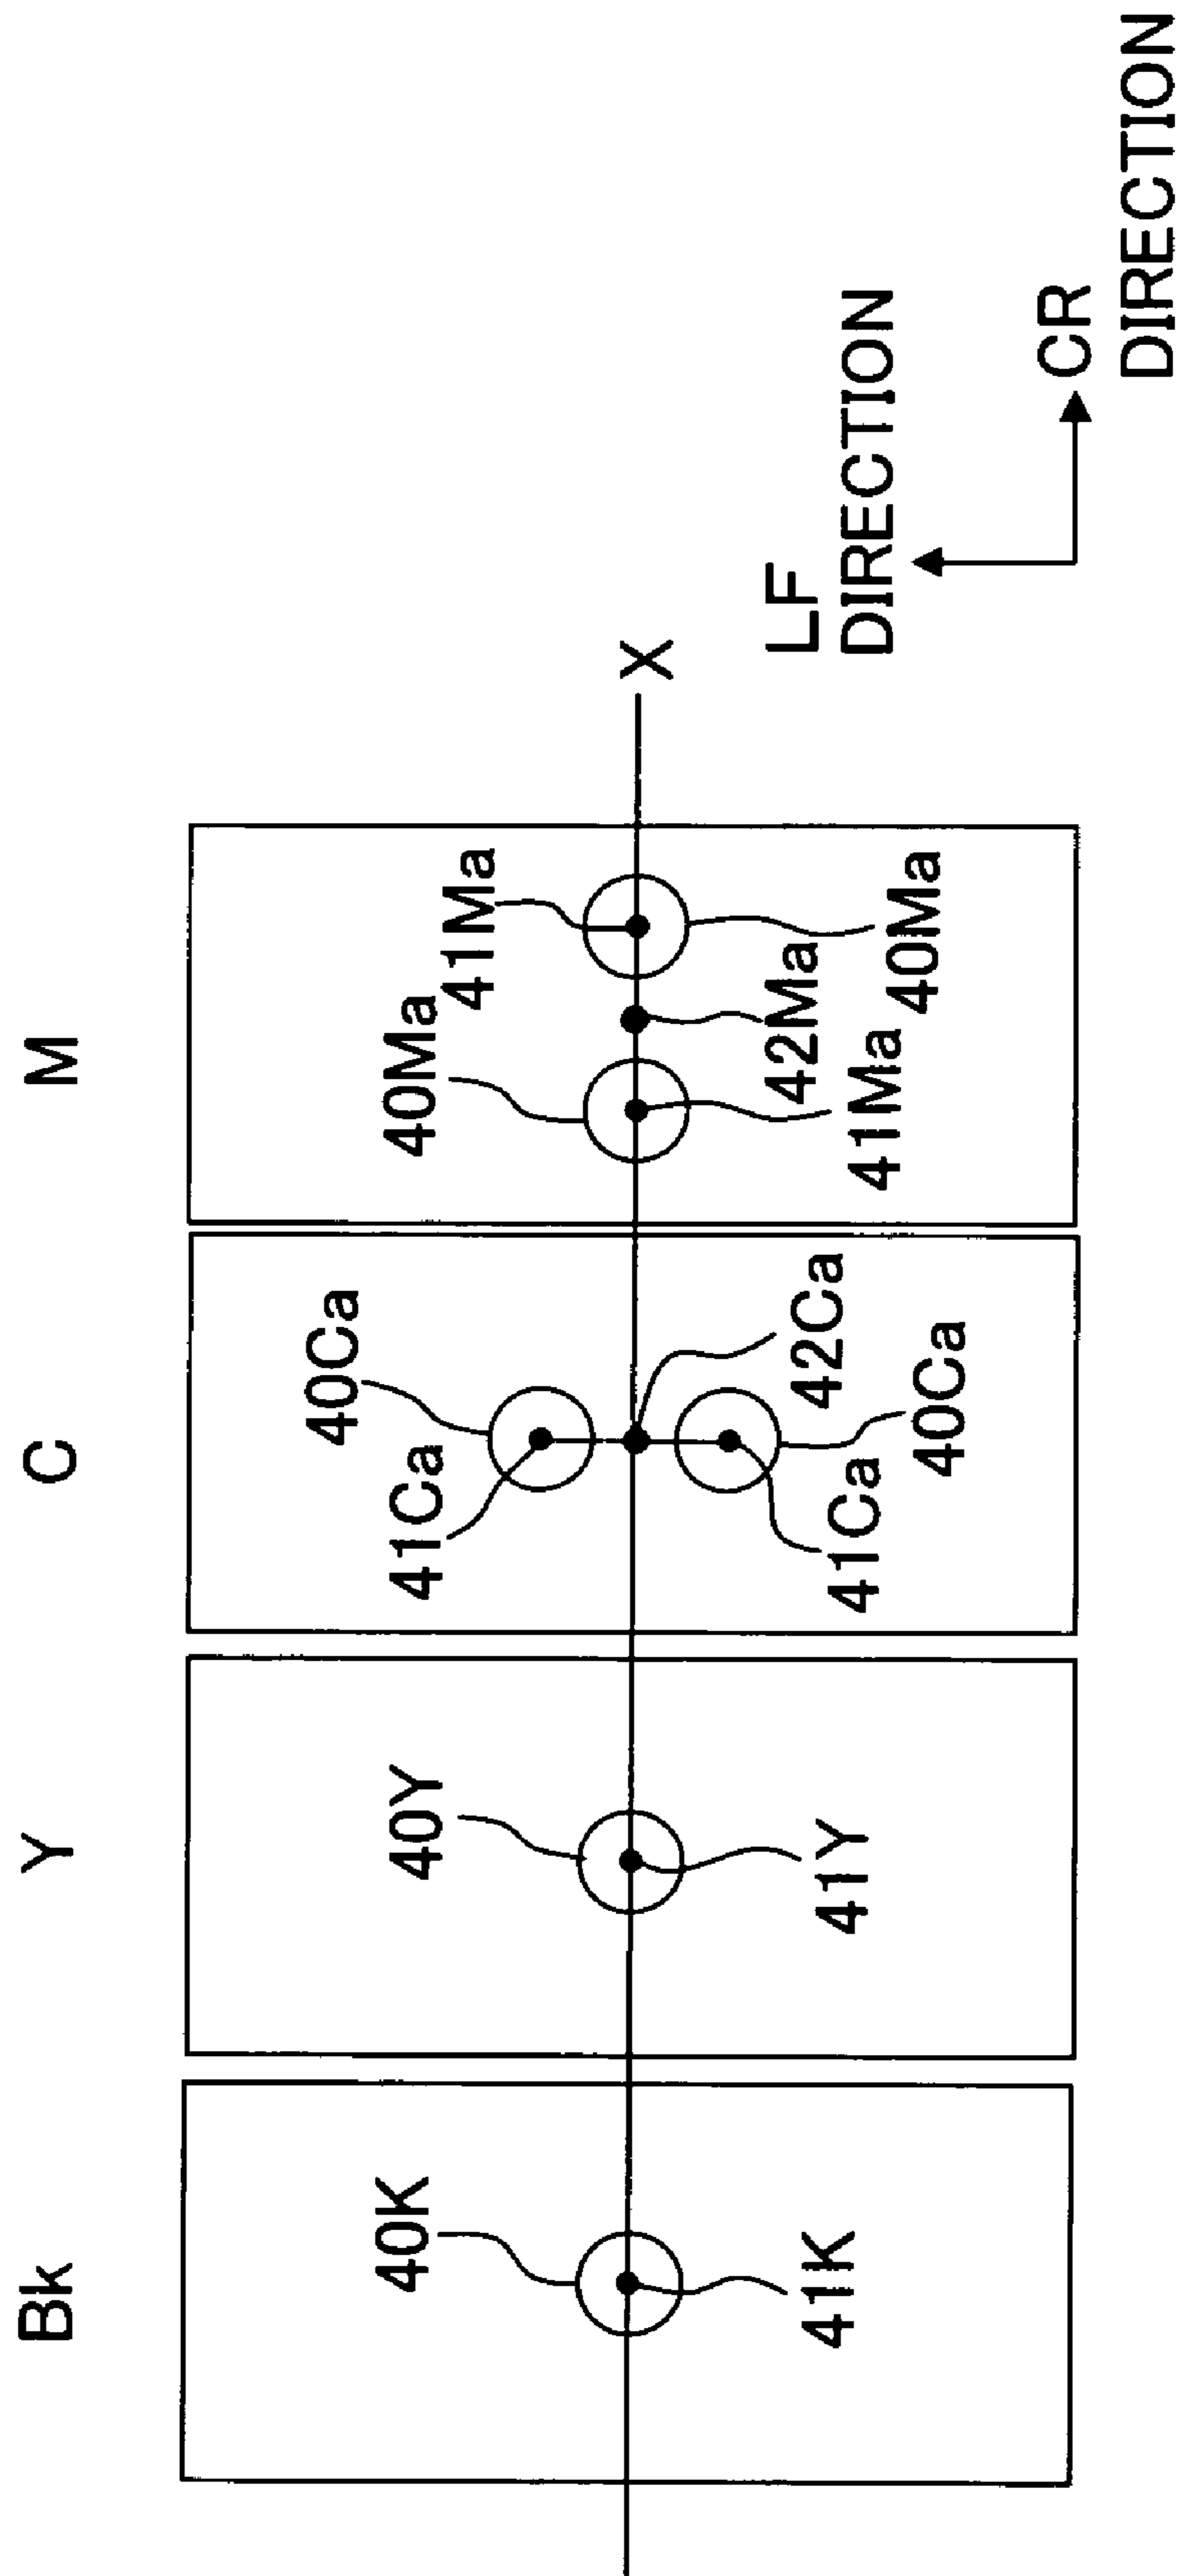 Bk
Y
C
M
40Ca
40K
40Y
41Ca
40Ma
41Ma
X
41K
41Y
42Ca
41Ca
42Ma
41Ma
40Ca
40Ma
LF
DIRECTION
CR
DIRECTION